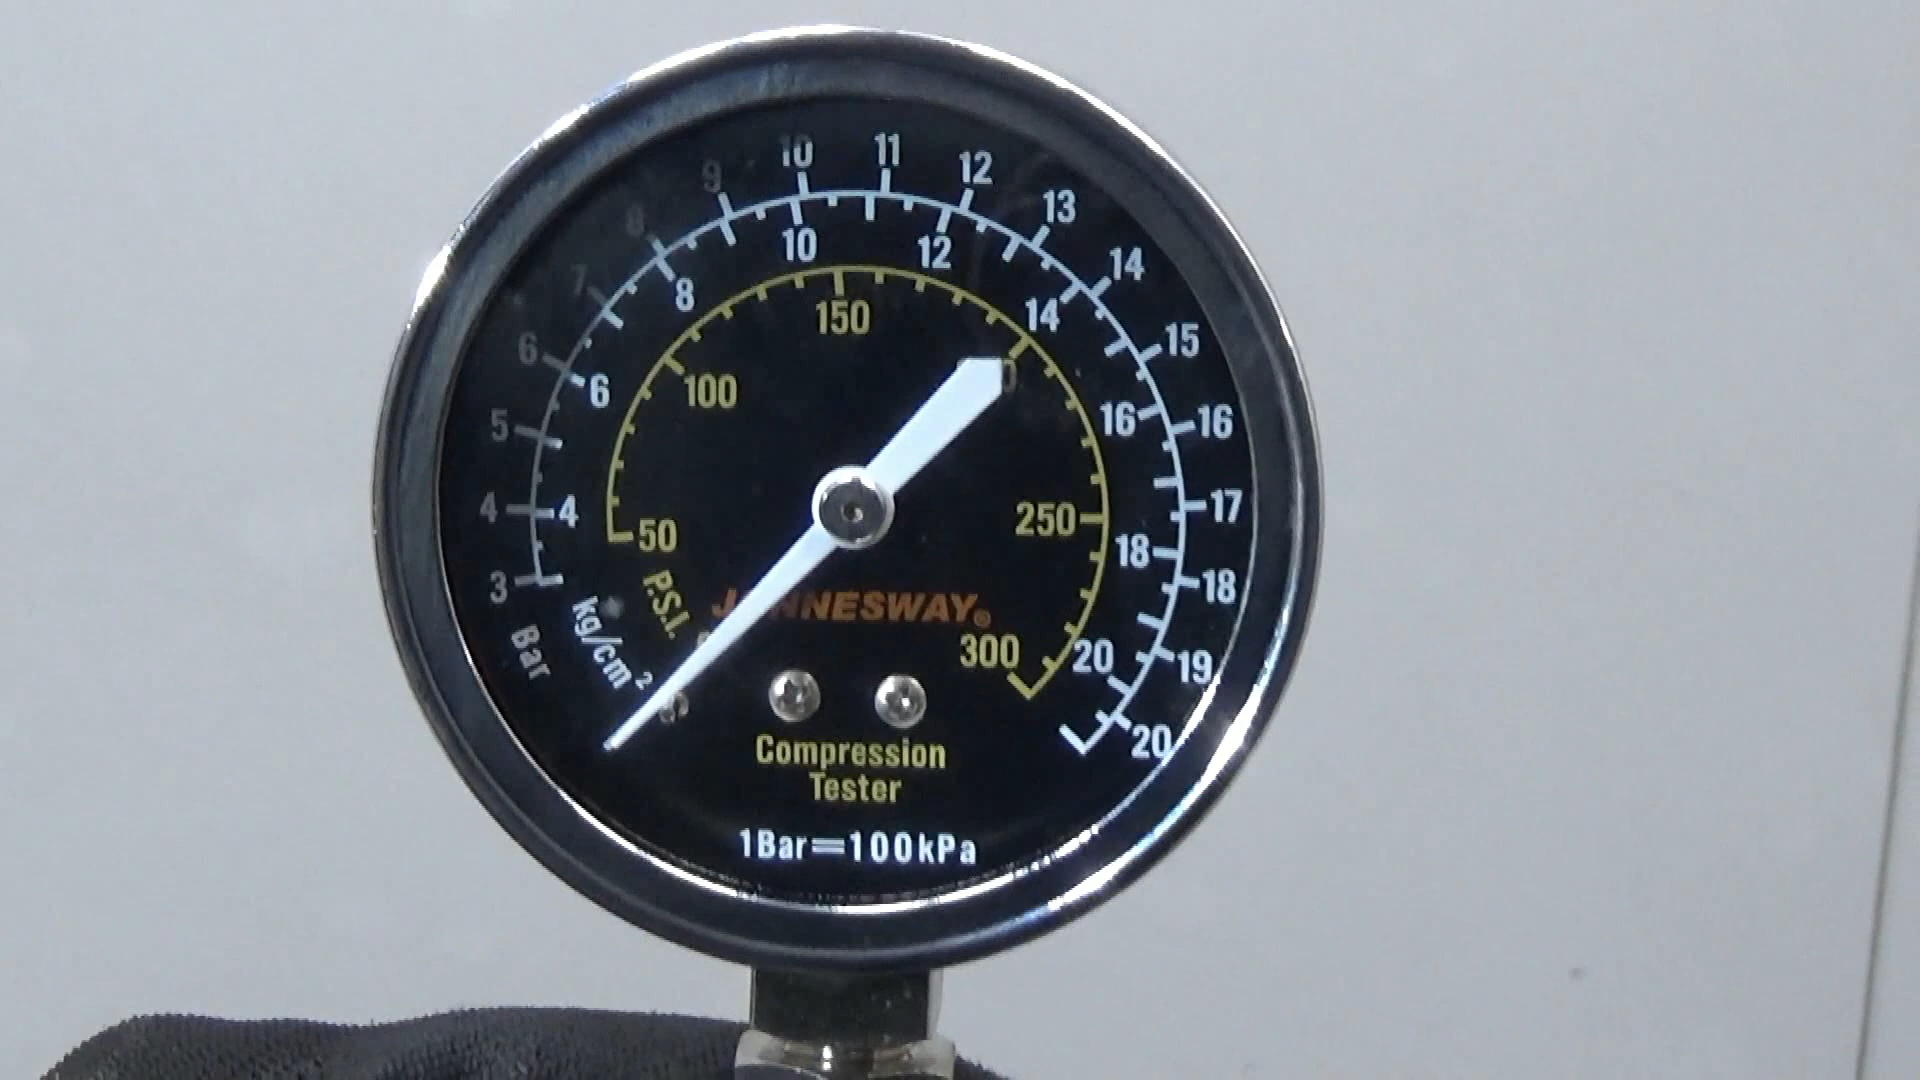 10 11 12
9 13
8 14
7 15
6 16
5 17
4 18
3 19
20
Bar
10 12
8 14
6 16
4 18
20
kg/cm²
150
100
50 250
300
P.S.I.
JONNESWAY®
Compression
Tester
1Bar=100kPa